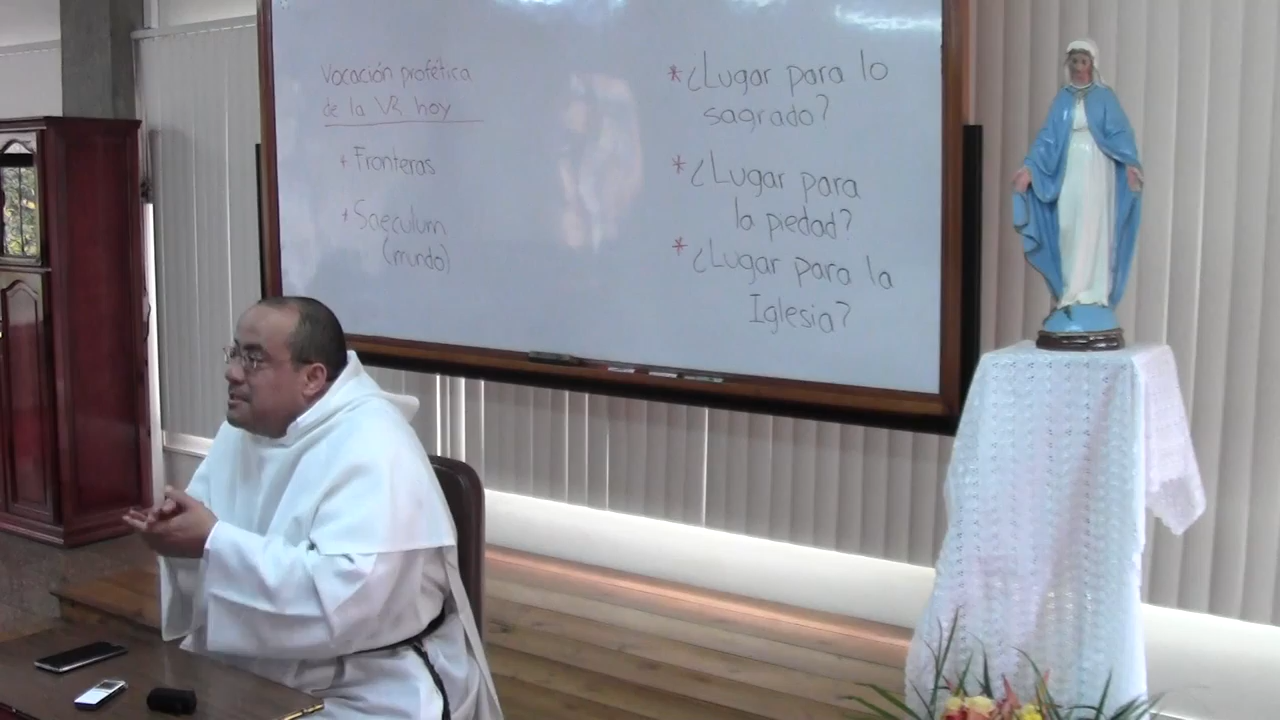 Vocación profética
de la VR hoy
+ Fronteras
+ Saeculum
(mundo)
* ¿Lugar para lo
sagrado?
* ¿Lugar para
la piedad?
* ¿Lugar para la
Iglesia?